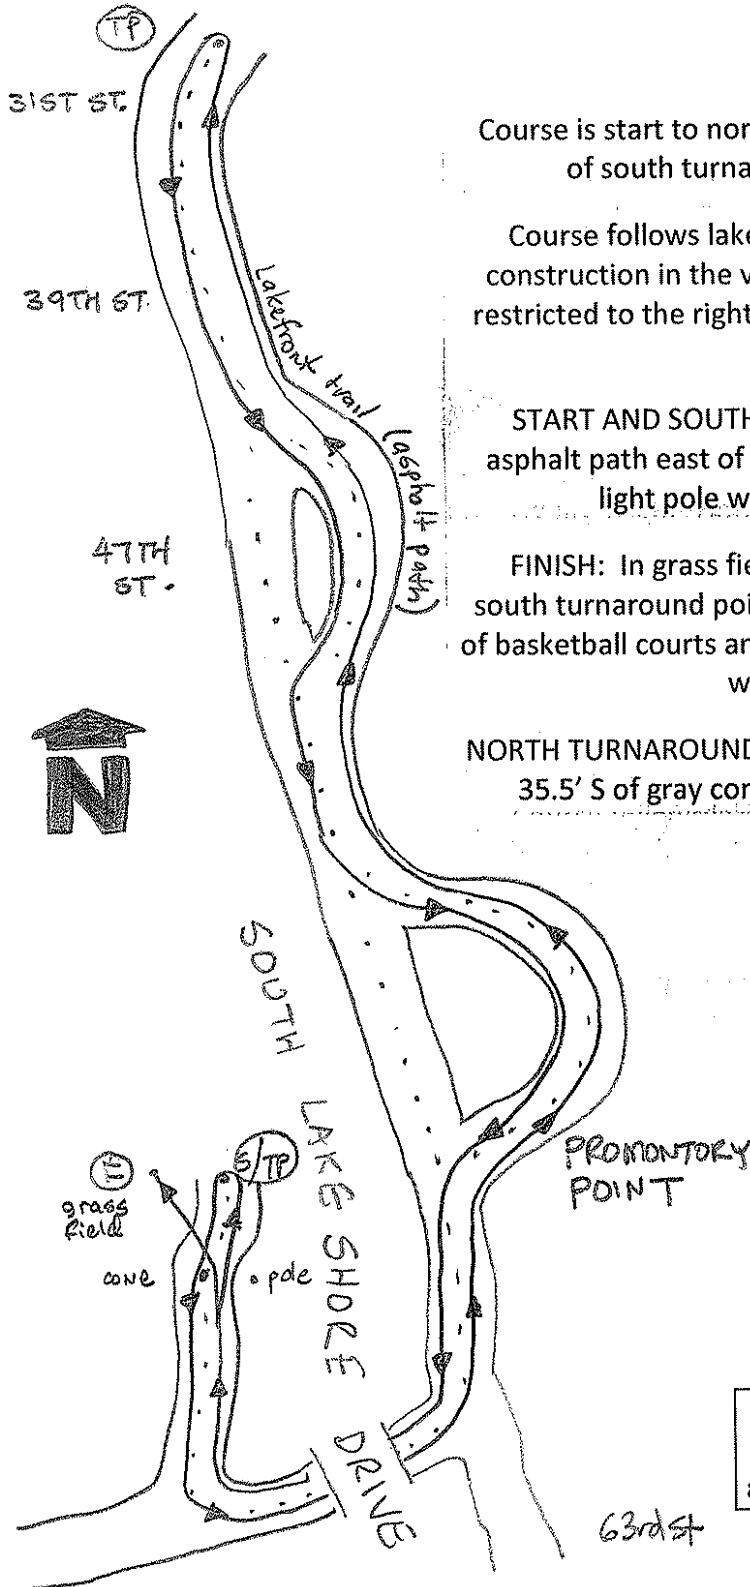 TP
31ST ST.
Course is start to nor
of south turna
Course follows lake
construction in the v
restricted to the right
39TH ST.
Lakefront trail (asphalt path)
START AND SOUTH
asphalt path east of
light pole w
47TH
ST.
FINISH: In grass fie
south turnaround poi
of basketball courts an
w
NORTH TURNAROUND
35.5' S of gray cor
N
SOUTH LAKE SHORE DRIVE
S/TP
PROMONTORY
POINT
grass
field
cone
pole
63rd st